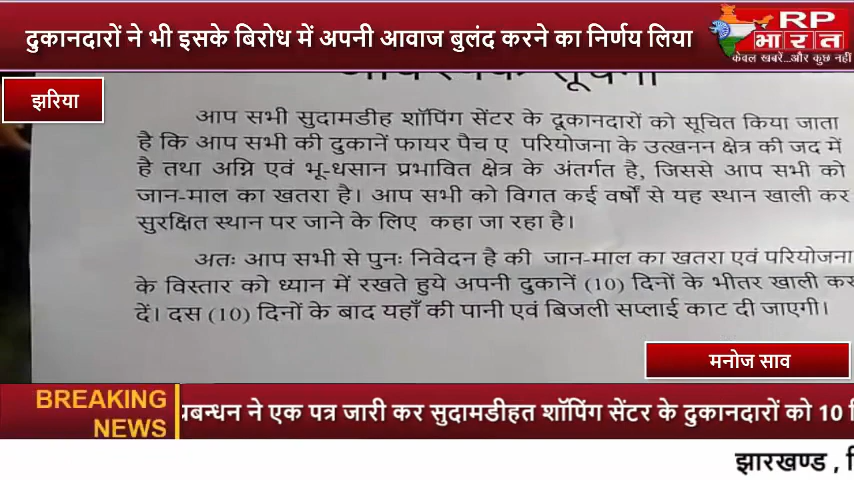 दुकानदारों ने भी इसके बिरोध में अपनी आवाज बुलंद करने का निर्णय लिया
RP
भारत
केवल खबरें...और कुछ नहीं
झरिया
आप सभी सुदामडीह शॉपिंग सेंटर के दूकानदारों को सूचित किया जाता
है कि आप सभी की दुकानें फायर पैच ए परियोजना के उत्खनन क्षेत्र की जद में
है तथा अग्नि एवं भू-धसान प्रभावित क्षेत्र के अंतर्गत है, जिससे आप सभी को
जान-माल का खतरा है। आप सभी को विगत कई वर्षों से यह स्थान खाली कर
सुरक्षित स्थान पर जाने के लिए कहा जा रहा है।
अतः आप सभी से पुनः निवेदन है की जान-माल का खतरा एवं परियोजना
के विस्तार को ध्यान में रखते हुये अपनी दुकानें (10) दिनों के भीतर खाली कर
दें। दस (10) दिनों के बाद यहाँ की पानी एवं बिजली सप्लाई काट दी जाएगी।
मनोज साव
BREAKING
NEWS
बन्धन ने एक पत्र जारी कर सुदामडीहत शॉपिंग सेंटर के दुकानदारों को 10
झारखण्ड ,